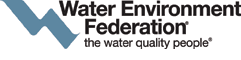 Water Environment
Federation®
the water quality people®